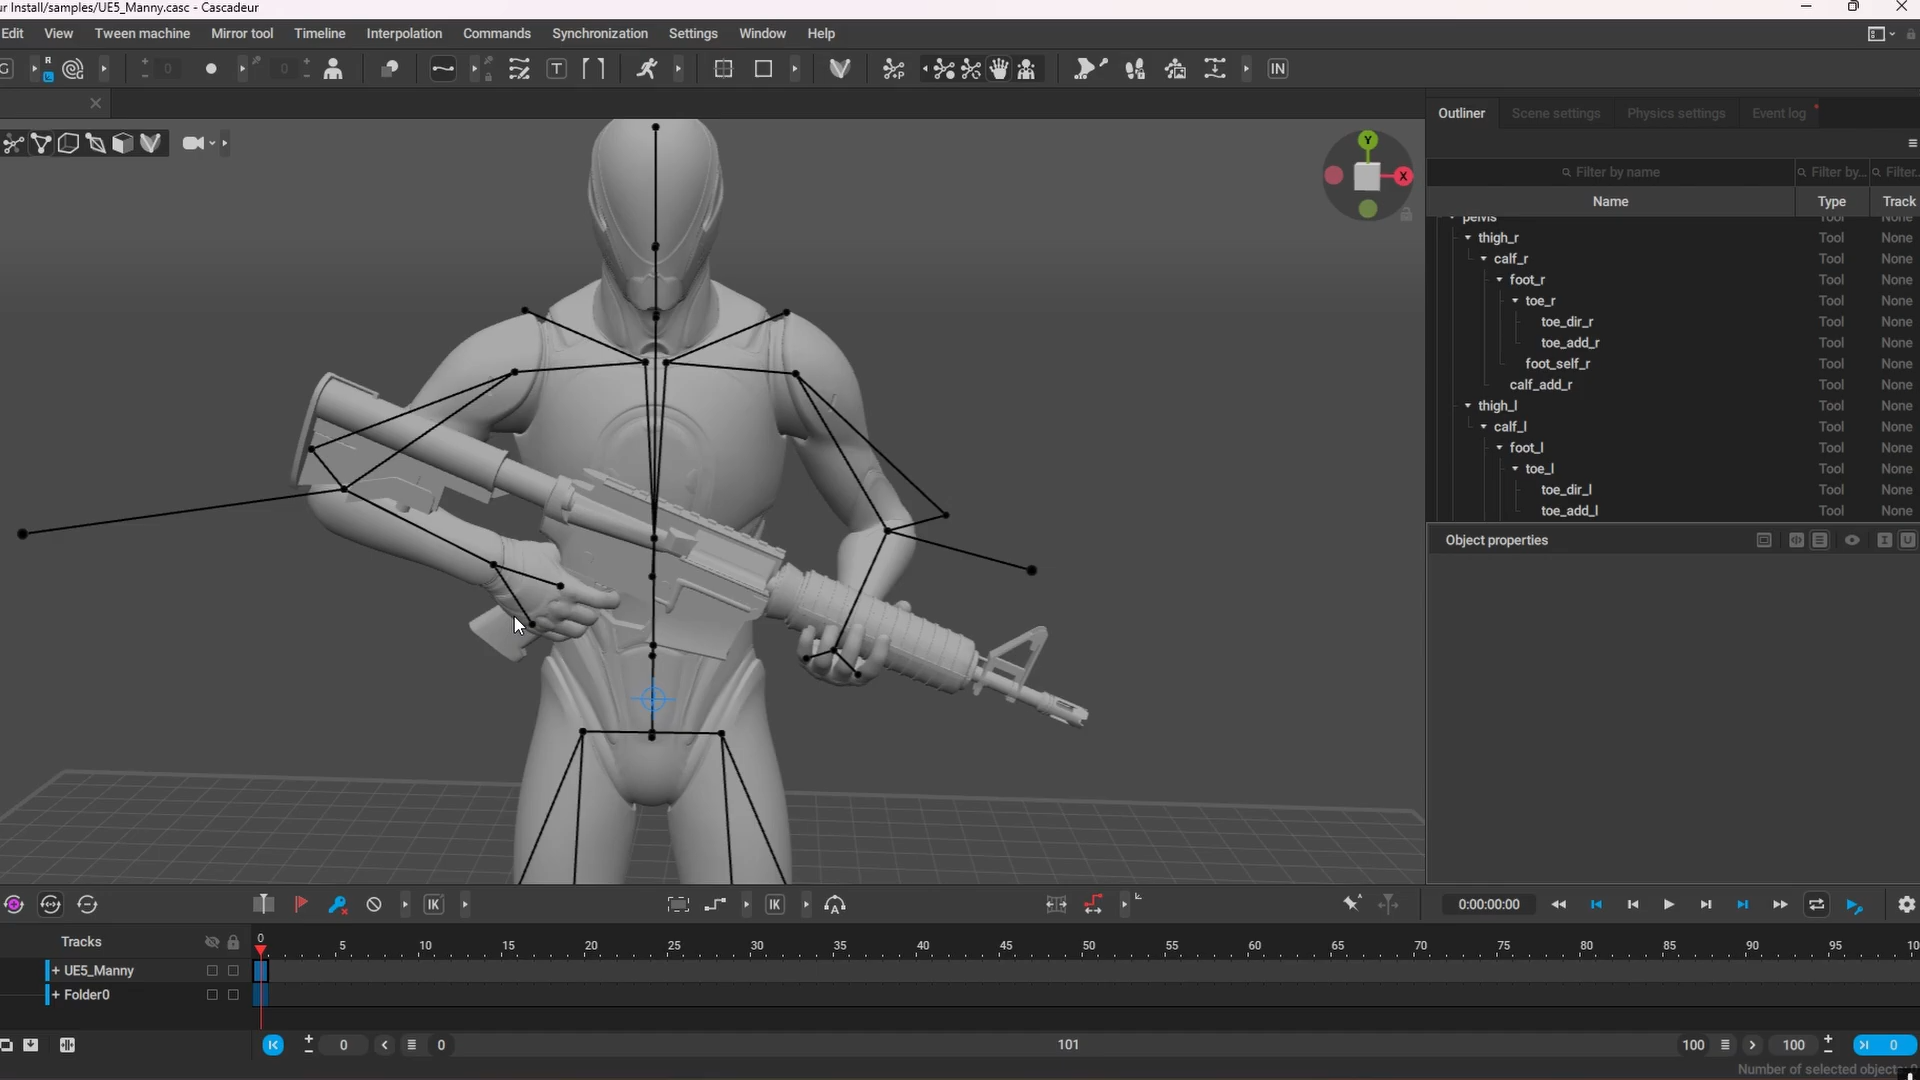 ur Install/samples/UE5_Manny.casc - Cascadeur
Edit View Tween machine Mirror tool Timeline Interpolation Commands Synchronization Settings Window Help
G R L 0 0 T IN
Outliner Scene settings Physics settings Event log
Filter by name Filter by... Filter...
Name Type Track
pelvis Tool None
thigh_r Tool None
calf_r Tool None
foot_r Tool None
toe_r Tool None
toe_dir_r Tool None
toe_add_r Tool None
foot_self_r Tool None
calf_add_r Tool None
thigh_l Tool None
calf_l Tool None
foot_l Tool None
toe_l Tool None
toe_dir_l Tool None
toe_add_l Tool None
Y
X
Object properties
IK IK A 0:00:00:00
Tracks 0 5 10 15 20 25 30 35 40 45 50 55 60 65 70 75 80 85 90 95 10
+ UE5_Manny
+ Folder0
0 0 101 100 100 0
Number of selected objects: